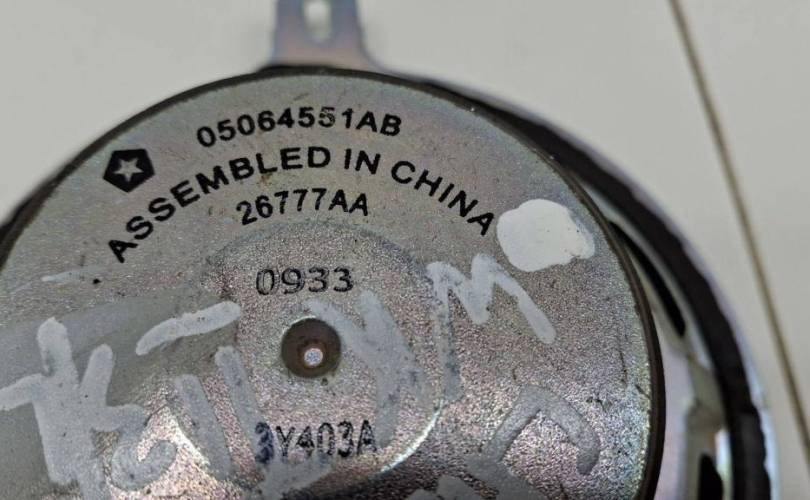 05064551AB
ASSEMBLED IN CHINA
26777AA
0933
3Y403A